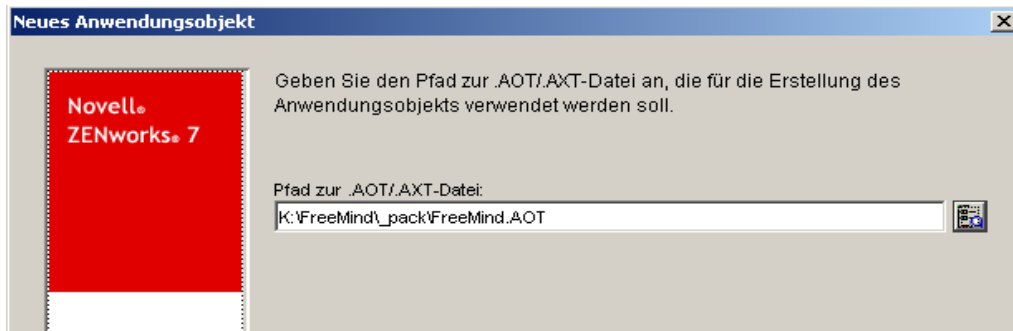 Neues Anwendungsobjekt
Geben Sie den Pfad zur .AOT/.AXT-Datei an, die für die Erstellung des
Anwendungsobjekts verwendet werden soll.
Novell®
ZENworks® 7
Pfad zur .AOT/.AXT-Datei:
K:\FreeMind\_pack\FreeMind.AOT